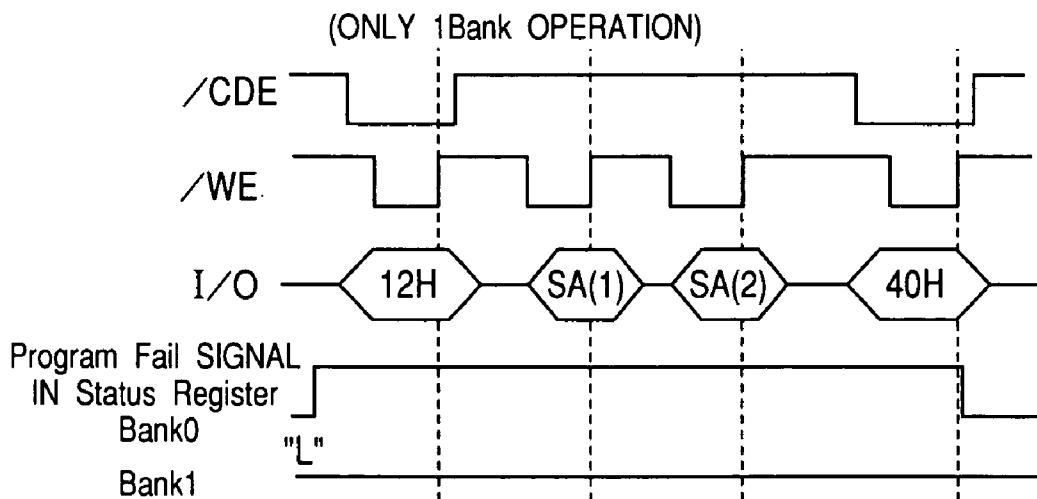 (ONLY 1Bank OPERATION)
/CDE
/WE
I/O 12H SA(1) SA(2) 40H
Program Fail SIGNAL
IN Status Register
Bank0
"L"
Bank1